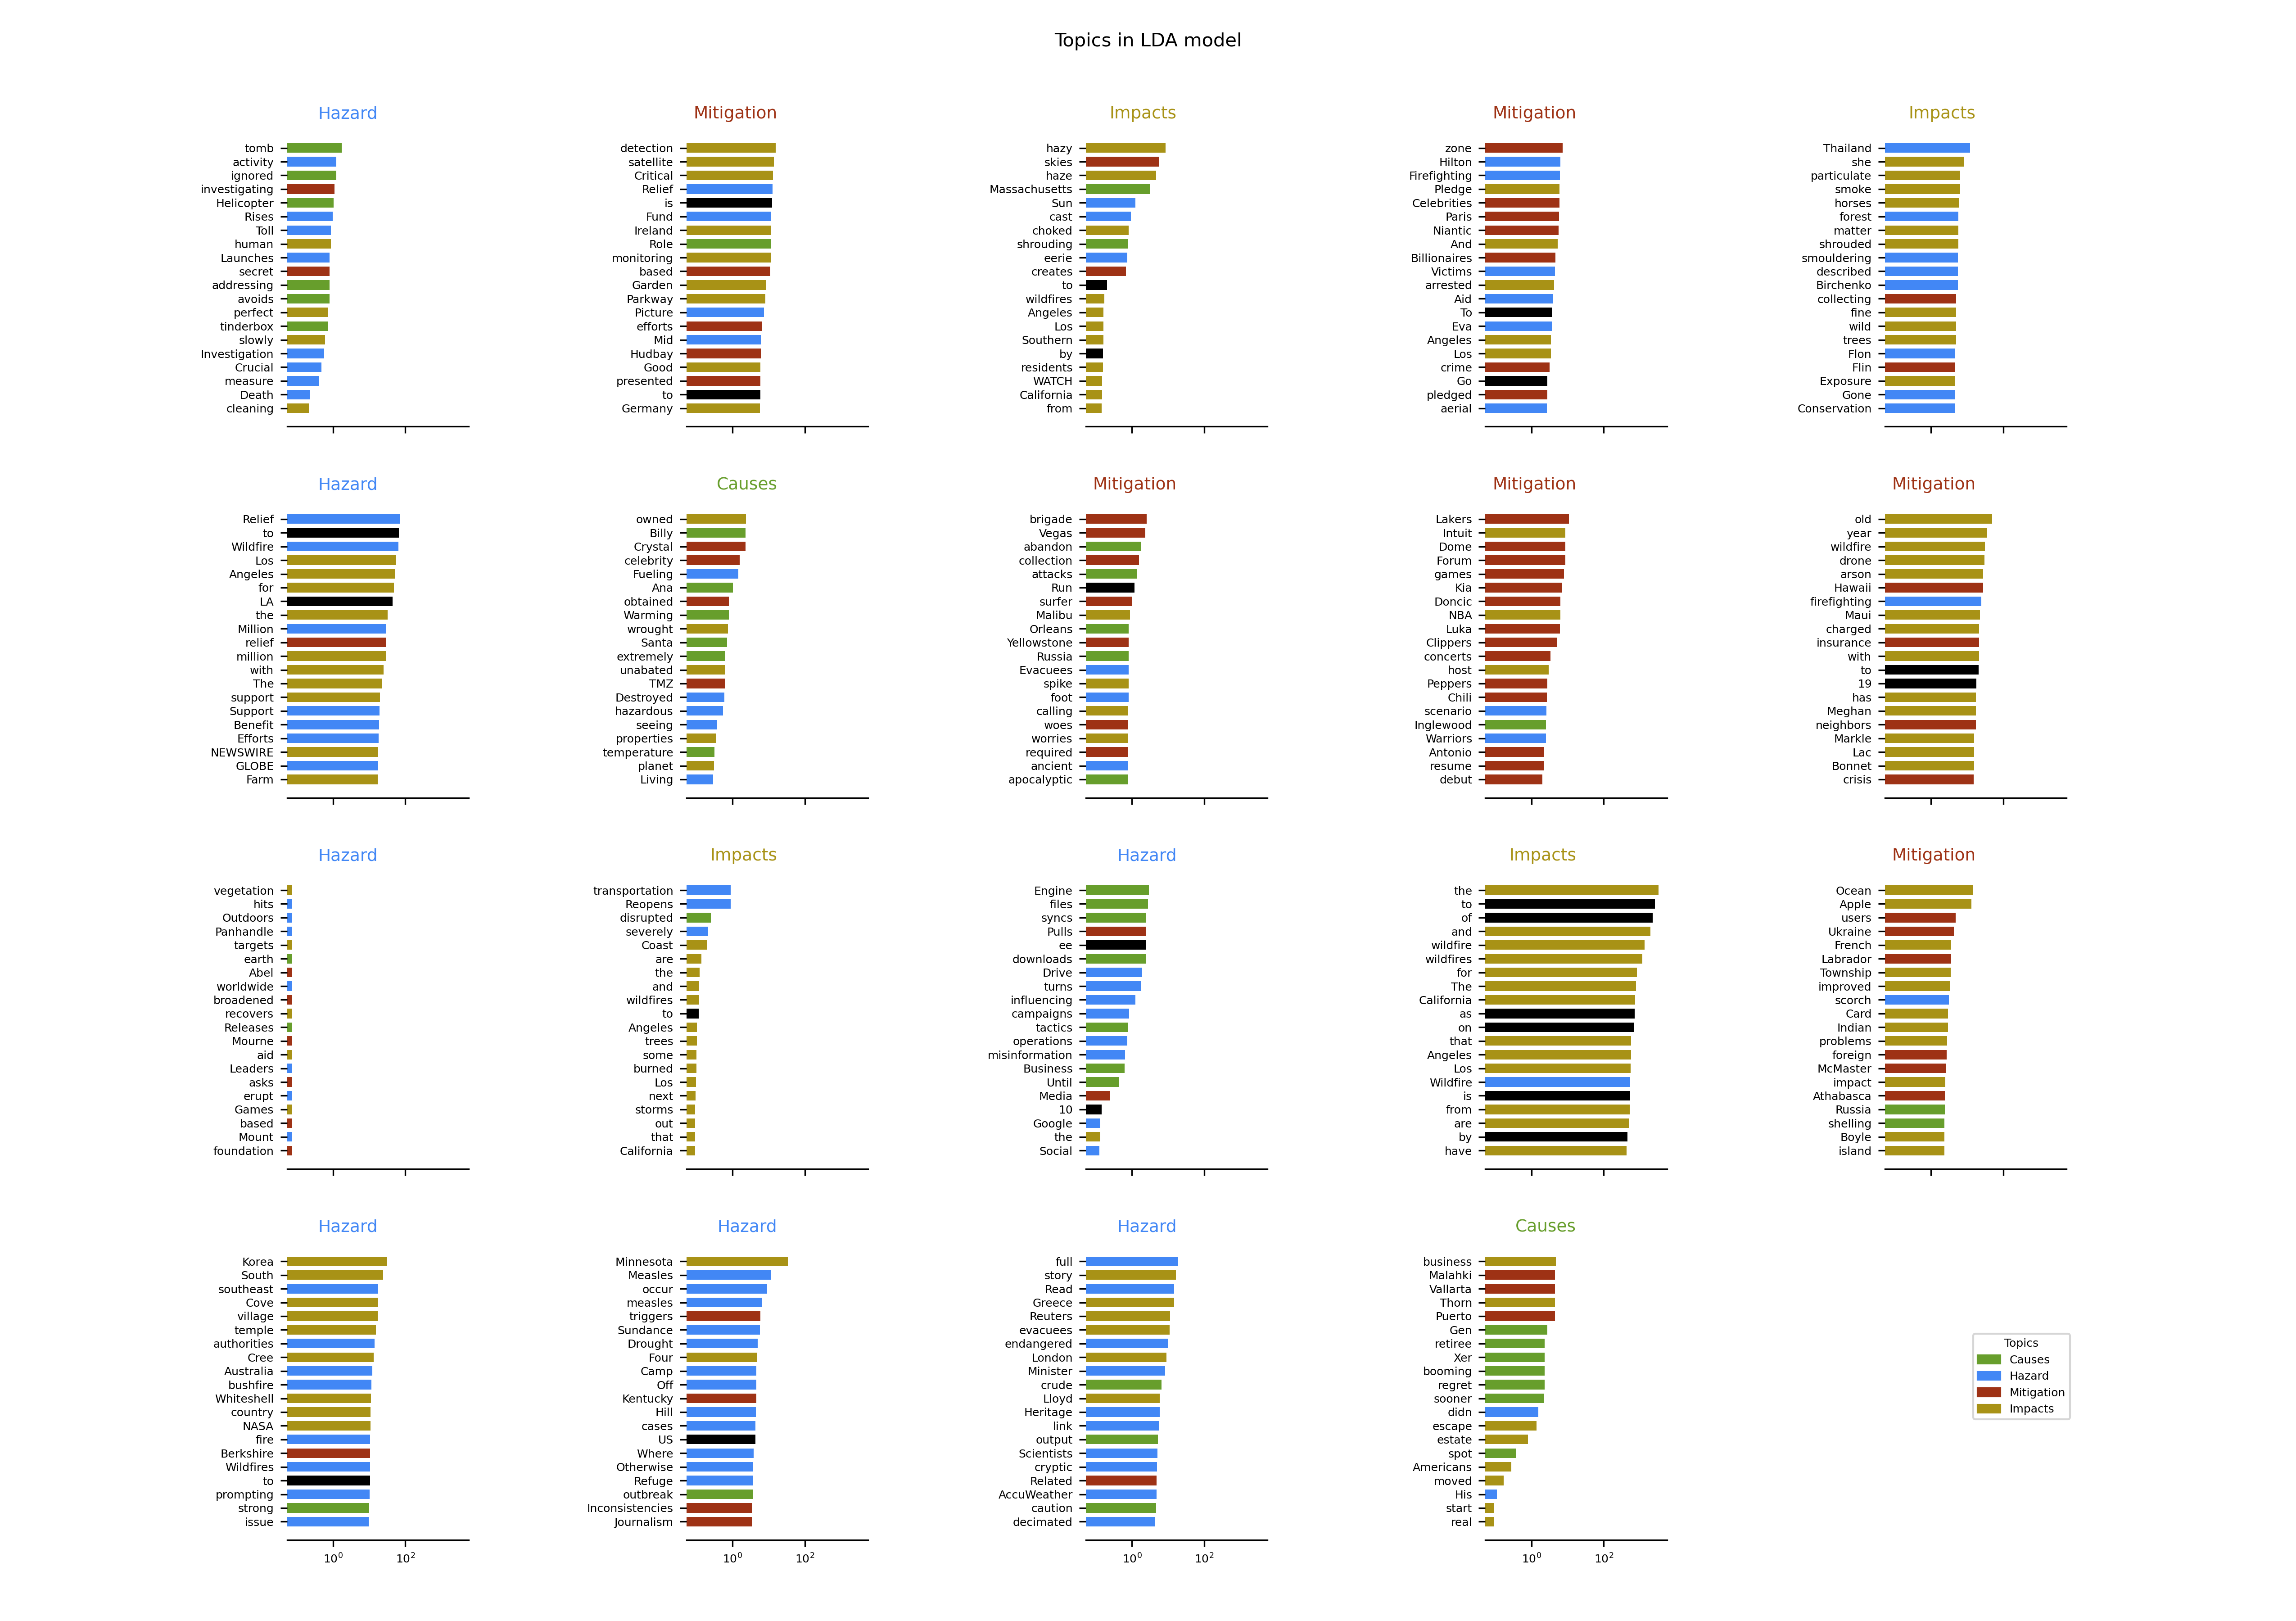 Topics in LDA model
Hazard
tomb
activity
ignored
investigating
Helicopter
Rises
Toll
human
Launches
secret
addressing
avoids
perfect
tinderbox
slowly
Investigation
Crucial
measure
Death
cleaning
Mitigation
detection
satellite
Critical
Relief
is
Fund
Ireland
Role
monitoring
based
Garden
Parkway
Picture
efforts
Mid
Hudbay
Good
presented
to
Germany
Impacts
hazy
skies
haze
Massachusetts
Sun
cast
choked
shrouding
eerie
creates
to
wildfires
Angeles
Los
Southern
by
residents
WATCH
California
from
Mitigation
zone
Hilton
Firefighting
Pledge
Celebrities
Paris
Niantic
And
Billionaires
Victims
arrested
Aid
To
Eva
Angeles
Los
crime
Go
pledged
aerial
Impacts
Thailand
she
particulate
smoke
horses
forest
matter
shrouded
smouldering
described
Birchenko
collecting
fine
wild
trees
Flon
Flin
Exposure
Gone
Conservation
Hazard
Relief
to
Wildfire
Los
Angeles
for
LA
the
Million
relief
million
with
The
support
Support
Benefit
Efforts
NEWSWIRE
GLOBE
Farm
Causes
owned
Billy
Crystal
celebrity
Fueling
Ana
obtained
Warming
wrought
Santa
extremely
unabated
TMZ
Destroyed
hazardous
seeing
properties
temperature
planet
Living
Mitigation
brigade
Vegas
abandon
collection
attacks
Run
surfer
Malibu
Orleans
Yellowstone
Russia
Evacuees
spike
foot
calling
woes
worries
required
ancient
apocalyptic
Mitigation
Lakers
Intuit
Dome
Forum
games
Kia
Doncic
NBA
Luka
Clippers
concerts
host
Peppers
Chili
scenario
Inglewood
Warriors
Antonio
resume
debut
Mitigation
old
year
wildfire
drone
arson
Hawaii
firefighting
Maui
charged
insurance
with
to
19
has
Meghan
neighbors
Markle
Lac
Bonnet
crisis
Hazard
vegetation
hits
Outdoors
Panhandle
targets
earth
Abel
worldwide
broadened
recovers
Releases
Mourne
aid
Leaders
asks
erupt
Games
based
Mount
foundation
Impacts
transportation
Reopens
disrupted
severely
Coast
are
the
and
wildfires
to
Angeles
trees
some
burned
Los
next
storms
out
that
California
Hazard
Engine
files
syncs
Pulls
ee
downloads
Drive
turns
influencing
campaigns
tactics
operations
misinformation
Business
Until
Media
10
Google
the
Social
Impacts
the
to
of
and
wildfire
wildfires
for
The
California
as
on
that
Angeles
Los
Wildfire
is
from
are
by
have
Mitigation
Ocean
Apple
users
Ukraine
French
Labrador
Township
improved
scorch
Card
Indian
problems
foreign
McMaster
impact
Athabasca
Russia
shelling
Boyle
island
Hazard
Korea
South
southeast
Cove
village
temple
authorities
Cree
Australia
bushfire
Whiteshell
country
NASA
fire
Berkshire
Wildfires
to
prompting
strong
issue
10⁰ 10²
Hazard
Minnesota
Measles
occur
measles
triggers
Sundance
Drought
Four
Camp
Off
Kentucky
Hill
cases
US
Where
Otherwise
Refuge
outbreak
Inconsistencies
Journalism
10⁰ 10²
Hazard
full
story
Read
Greece
Reuters
evacuees
endangered
London
Minister
crude
Lloyd
Heritage
link
output
Scientists
cryptic
Related
AccuWeather
caution
decimated
10⁰ 10²
Causes
business
Malahki
Vallarta
Thorn
Puerto
Gen
retiree
Xer
booming
regret
sooner
didn
escape
estate
spot
Americans
moved
His
start
real
10⁰ 10²
Topics
Causes
Hazard
Mitigation
Impacts